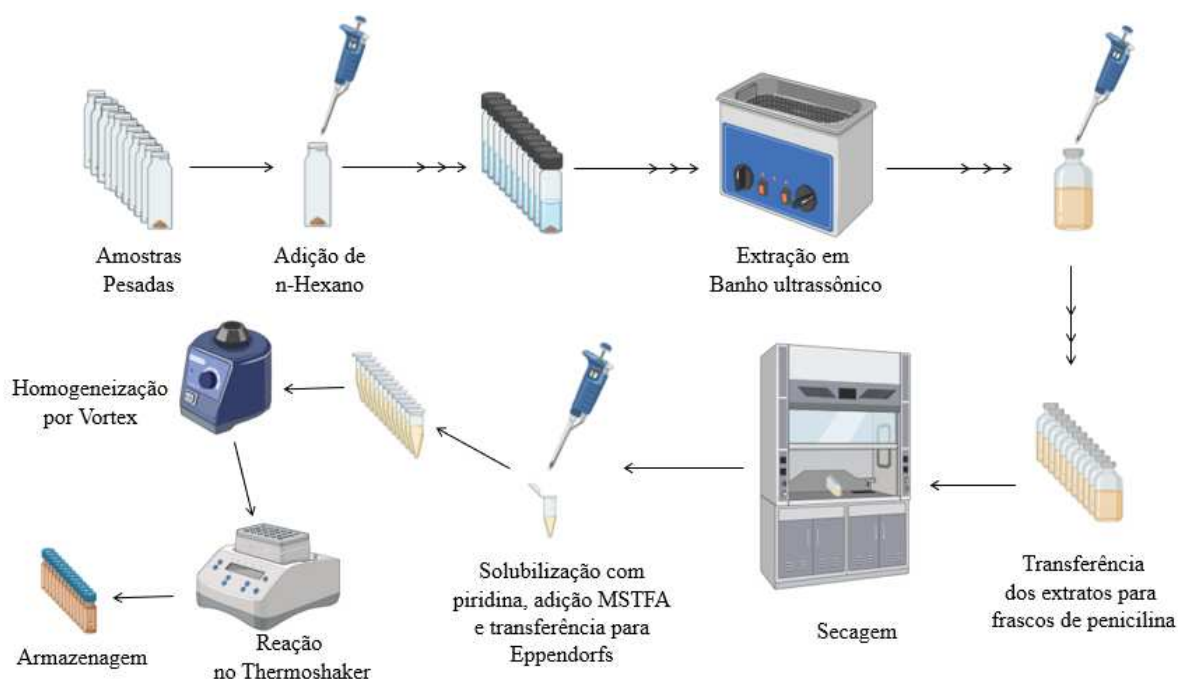 Amostras
Pesadas
Adição de
n-Hexano
Extração em
Banho ultrassônico
Transferência
dos extratos para
frascos de penicilina
Secagem
Solubilização com
piridina, adição MSTFA
e transferência para
Eppendorfs
Homogeneização
por Vortex
Reação
no Thermoshaker
Armazenagem